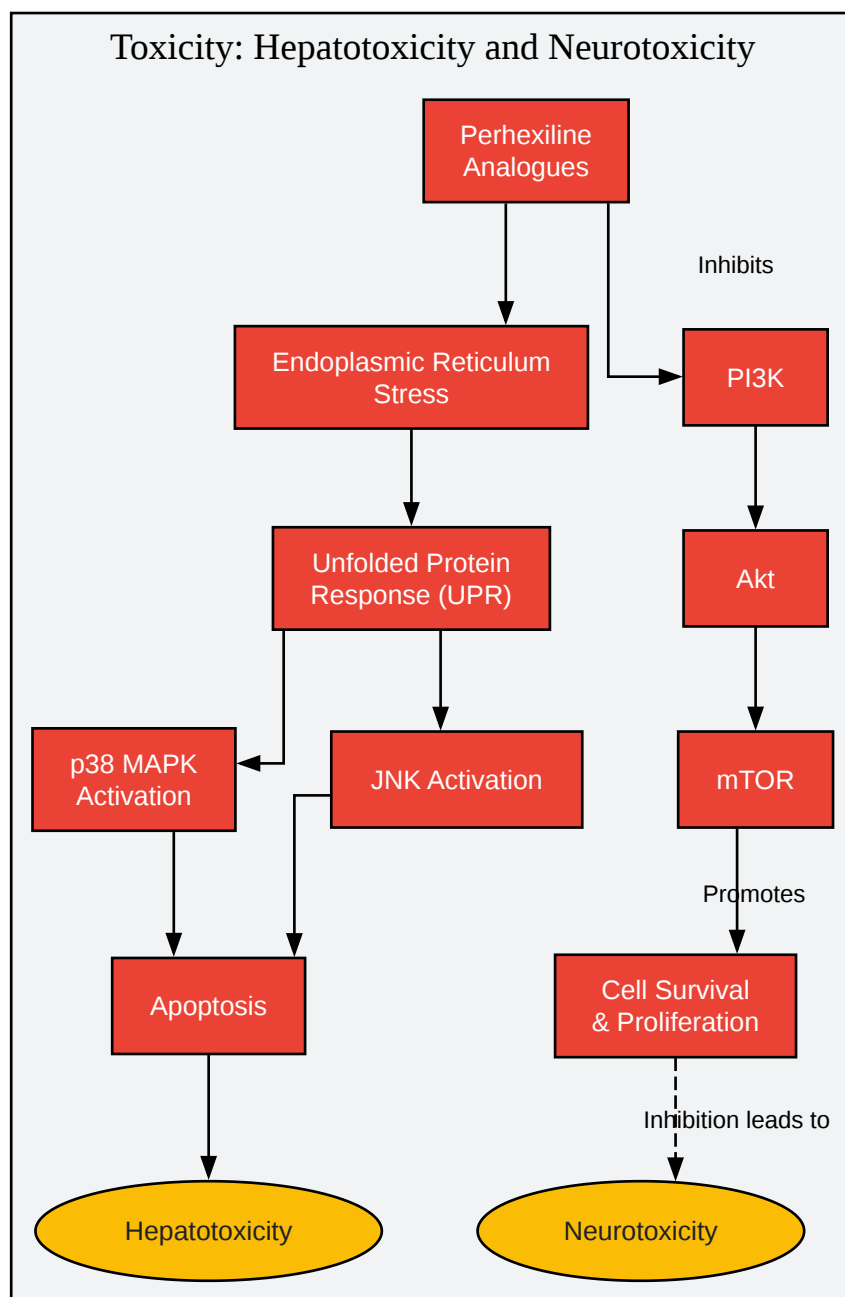 Toxicity: Hepatotoxicity and Neurotoxicity
Perhexiline
Analogues
Inhibits
Endoplasmic Reticulum
Stress
PI3K
Unfolded Protein
Response (UPR)
Akt
p38 MAPK
Activation
JNK Activation
mTOR
Promotes
Apoptosis
Cell Survival
& Proliferation
Inhibition leads to
Hepatotoxicity
Neurotoxicity